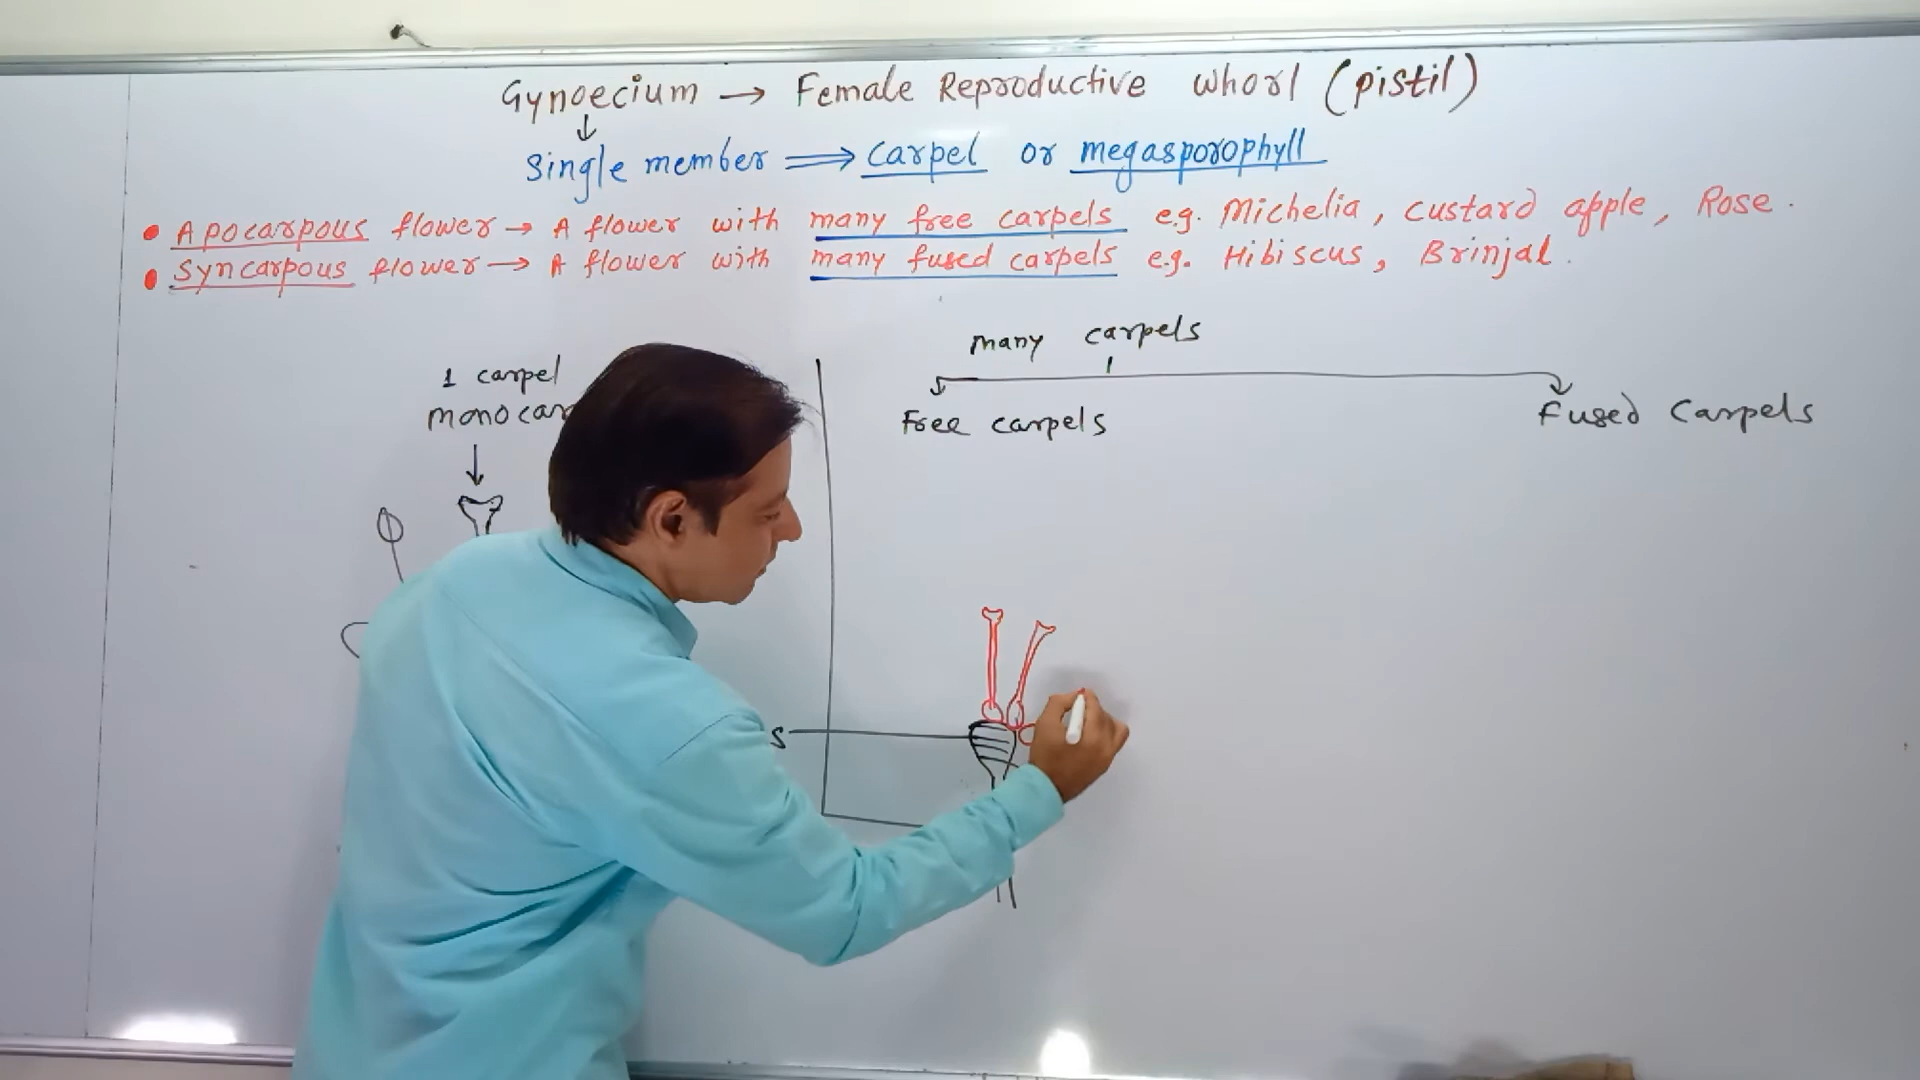 Gynoecium → Female Reproductive whorl (pistil)
↓
Single member ⟹ carpel or megasporophyll
• Apocarpous flower → A flower with many free carpels e.g. Michelia, custard apple, Rose.
• Syncarpous flower → A flower with many fused carpels e.g. Hibiscus, Brinjal.
many carpels
1 carpel
Free carpels
Fused Carpels